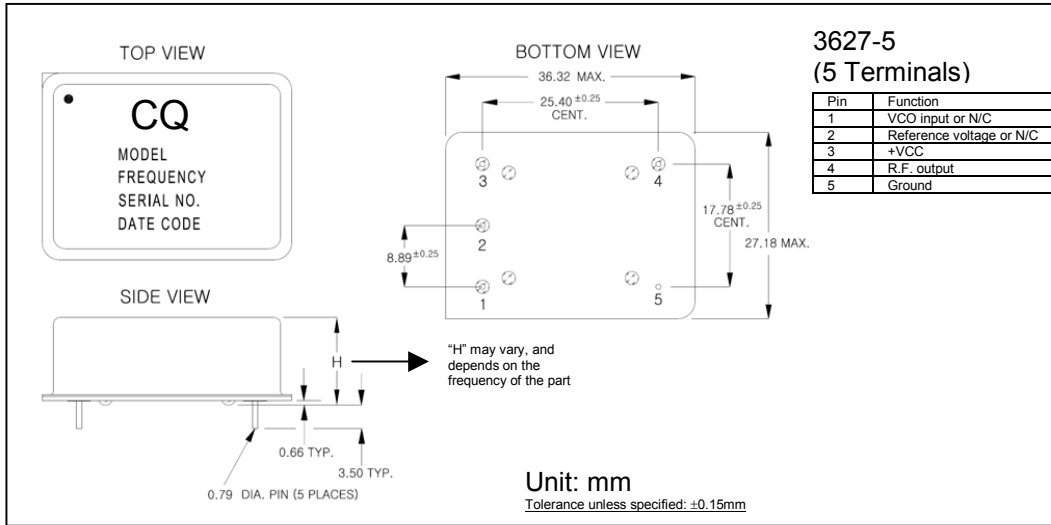 TOP VIEW
CQ
MODEL
FREQUENCY
SERIAL NO.
DATE CODE
BOTTOM VIEW
36.32 MAX.
25.40 ±0.25
CENT.
3
4
2
1
5
8.89±0.25
17.78±0.25
CENT.
27.18 MAX.
3627-5
(5 Terminals)
Pin Function
1 VCO input or N/C
2 Reference voltage or N/C
3 +VCC
4 R.F. output
5 Ground
SIDE VIEW
H
"H" may vary, and
depends on the
frequency of the part
0.66 TYP.
3.50 TYP.
0.79 DIA. PIN (5 PLACES)
Unit: mm
Tolerance unless specified: ±0.15mm